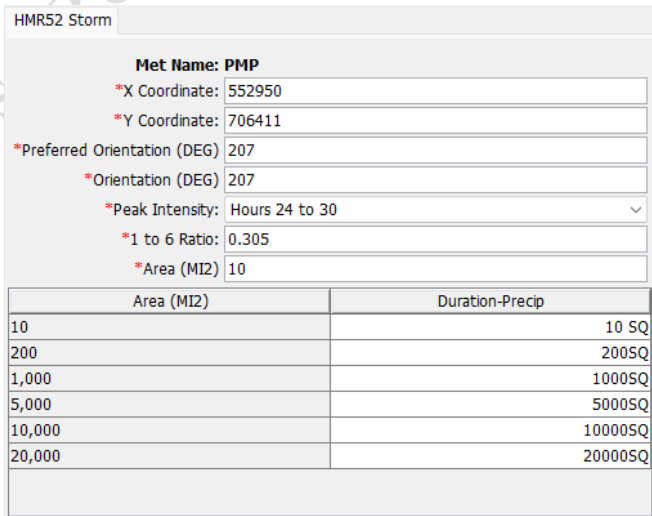 HMR52 Storm
Met Name: PMP
*X Coordinate: 552950
*Y Coordinate: 706411
*Preferred Orientation (DEG) 207
*Orientation (DEG) 207
*Peak Intensity: Hours 24 to 30
*1 to 6 Ratio: 0.305
*Area (MI2) 10
Area (MI2) Duration-Precip
10 10 SQ
200 200SQ
1,000 1000SQ
5,000 5000SQ
10,000 10000SQ
20,000 20000SQ